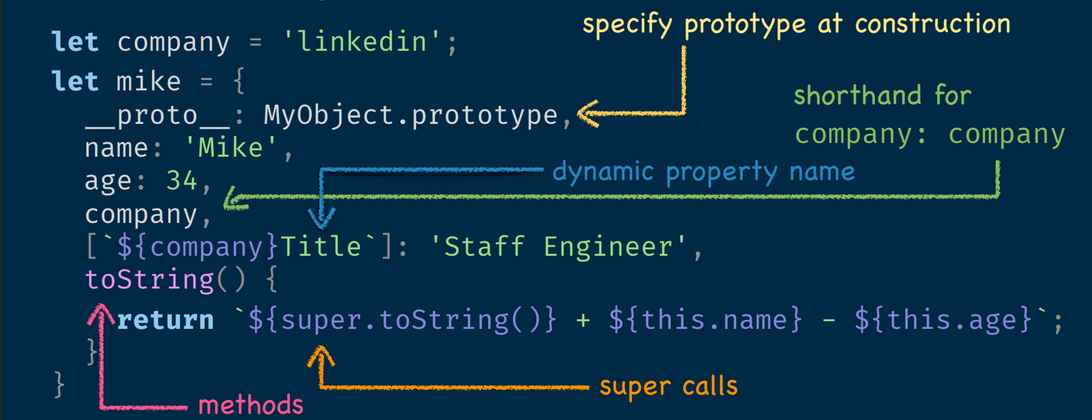 specify prototype at construction
let company = 'linkedin';
let mike = {
__proto__: MyObject.prototype,
shorthand for
company: company
name: 'Mike',
dynamic property name
age: 34,
company,
[`${company}Title`]: 'Staff Engineer',
toString() {
return `${super.toString()} + ${this.name} - ${this.age}`;
}
super calls
}
methods